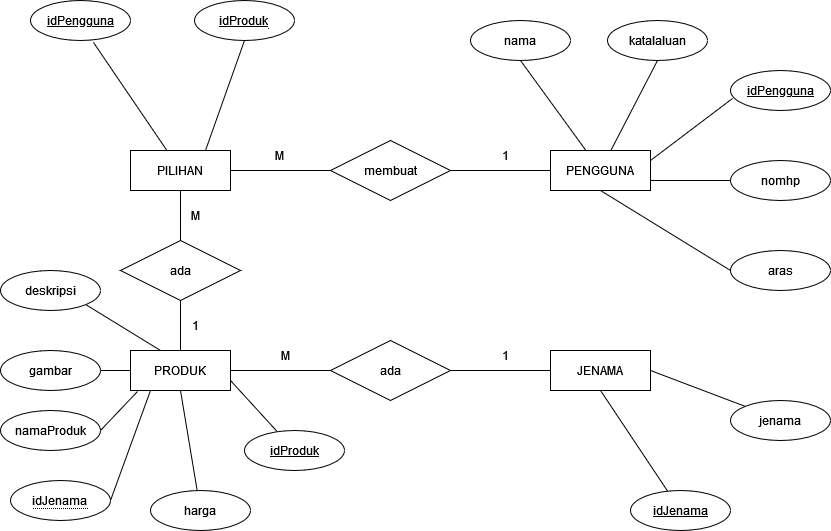 idPengguna
idProduk
nama
katalaluan
idPengguna
PILIHAN
M
membuat
1
PENGGUNA
nomhp
M
ada
aras
deskripsi
1
PRODUK
M
ada
1
JENAMA
gambar
namaProduk
jenama
idProduk
idJenama
harga
idJenama